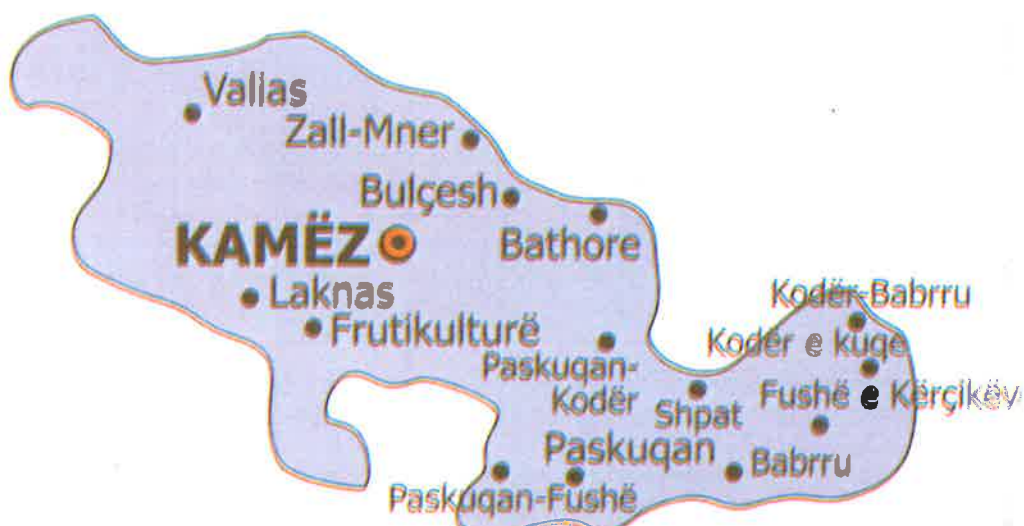 Valias
Zall-Mner
Bulçesh
KAMËZ
Bathore
Laknas
Frutikulturë
Kodër-Babrru
Kodër e kuqe
Paskuqan-
Kodër
Shpat
Fushë e Kërçikëv
Paskuqan
Babrru
Paskuqan-Fushë